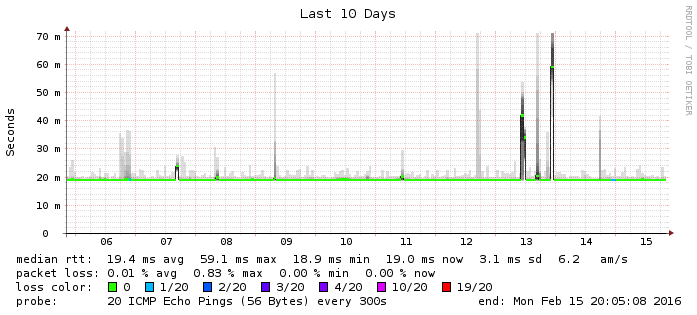 Last 10 Days
RRDTOOL / TOBI OETIKER
Seconds
70 m
60 m
50 m
40 m
30 m
20 m
10 m
0
06 07 08 09 10 11 12 13 14 15
median rtt: 19.4 ms avg 59.1 ms max 18.9 ms min 19.0 ms now 3.1 ms sd 6.2 am/s
packet loss: 0.01 % avg 0.83 % max 0.00 % min 0.00 % now
loss color: 0 1/20 2/20 3/20 4/20 10/20 19/20
probe: 20 ICMP Echo Pings (56 Bytes) every 300s end: Mon Feb 15 20:05:08 2016